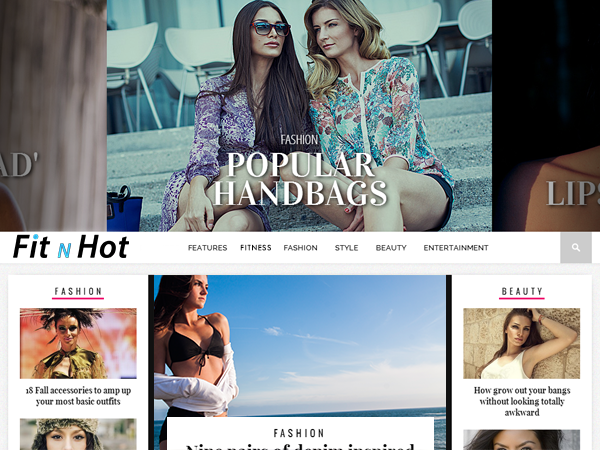 AD'
FASHION
POPULAR
HANDBAGS
LIPS
Fit N Hot
FEATURES FITNESS FASHION STYLE BEAUTY ENTERTAINMENT
FASHION
18 Fall accessories to amp up
your most basic outfits
FASHION
Nine pairs of denim inspired
BEAUTY
How grow out your bangs
without looking totally
awkward